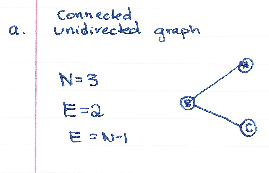 Connected
a. Unidirected graph
N=3
E=2
E = N-1
A
C